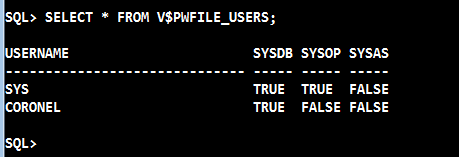 SQL> SELECT * FROM V$PWFILE_USERS;
USERNAME                       SYSDB SYSOP SYSAS
------------------------------ ----- ----- -----
SYS                            TRUE  TRUE  FALSE
CORONEL                        TRUE  FALSE FALSE
SQL>